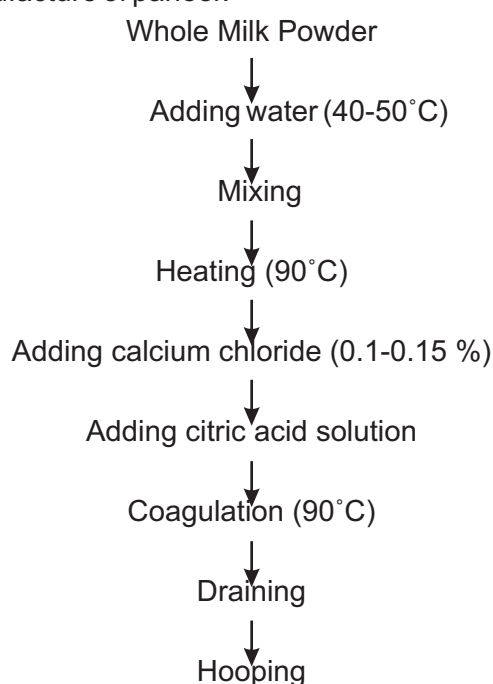 Whole Milk Powder
Adding water (40-50˚C)
Mixing
Heating (90˚C)
Adding calcium chloride (0.1-0.15 %)
Adding citric acid solution
Coagulation (90˚C)
Draining
Hooping